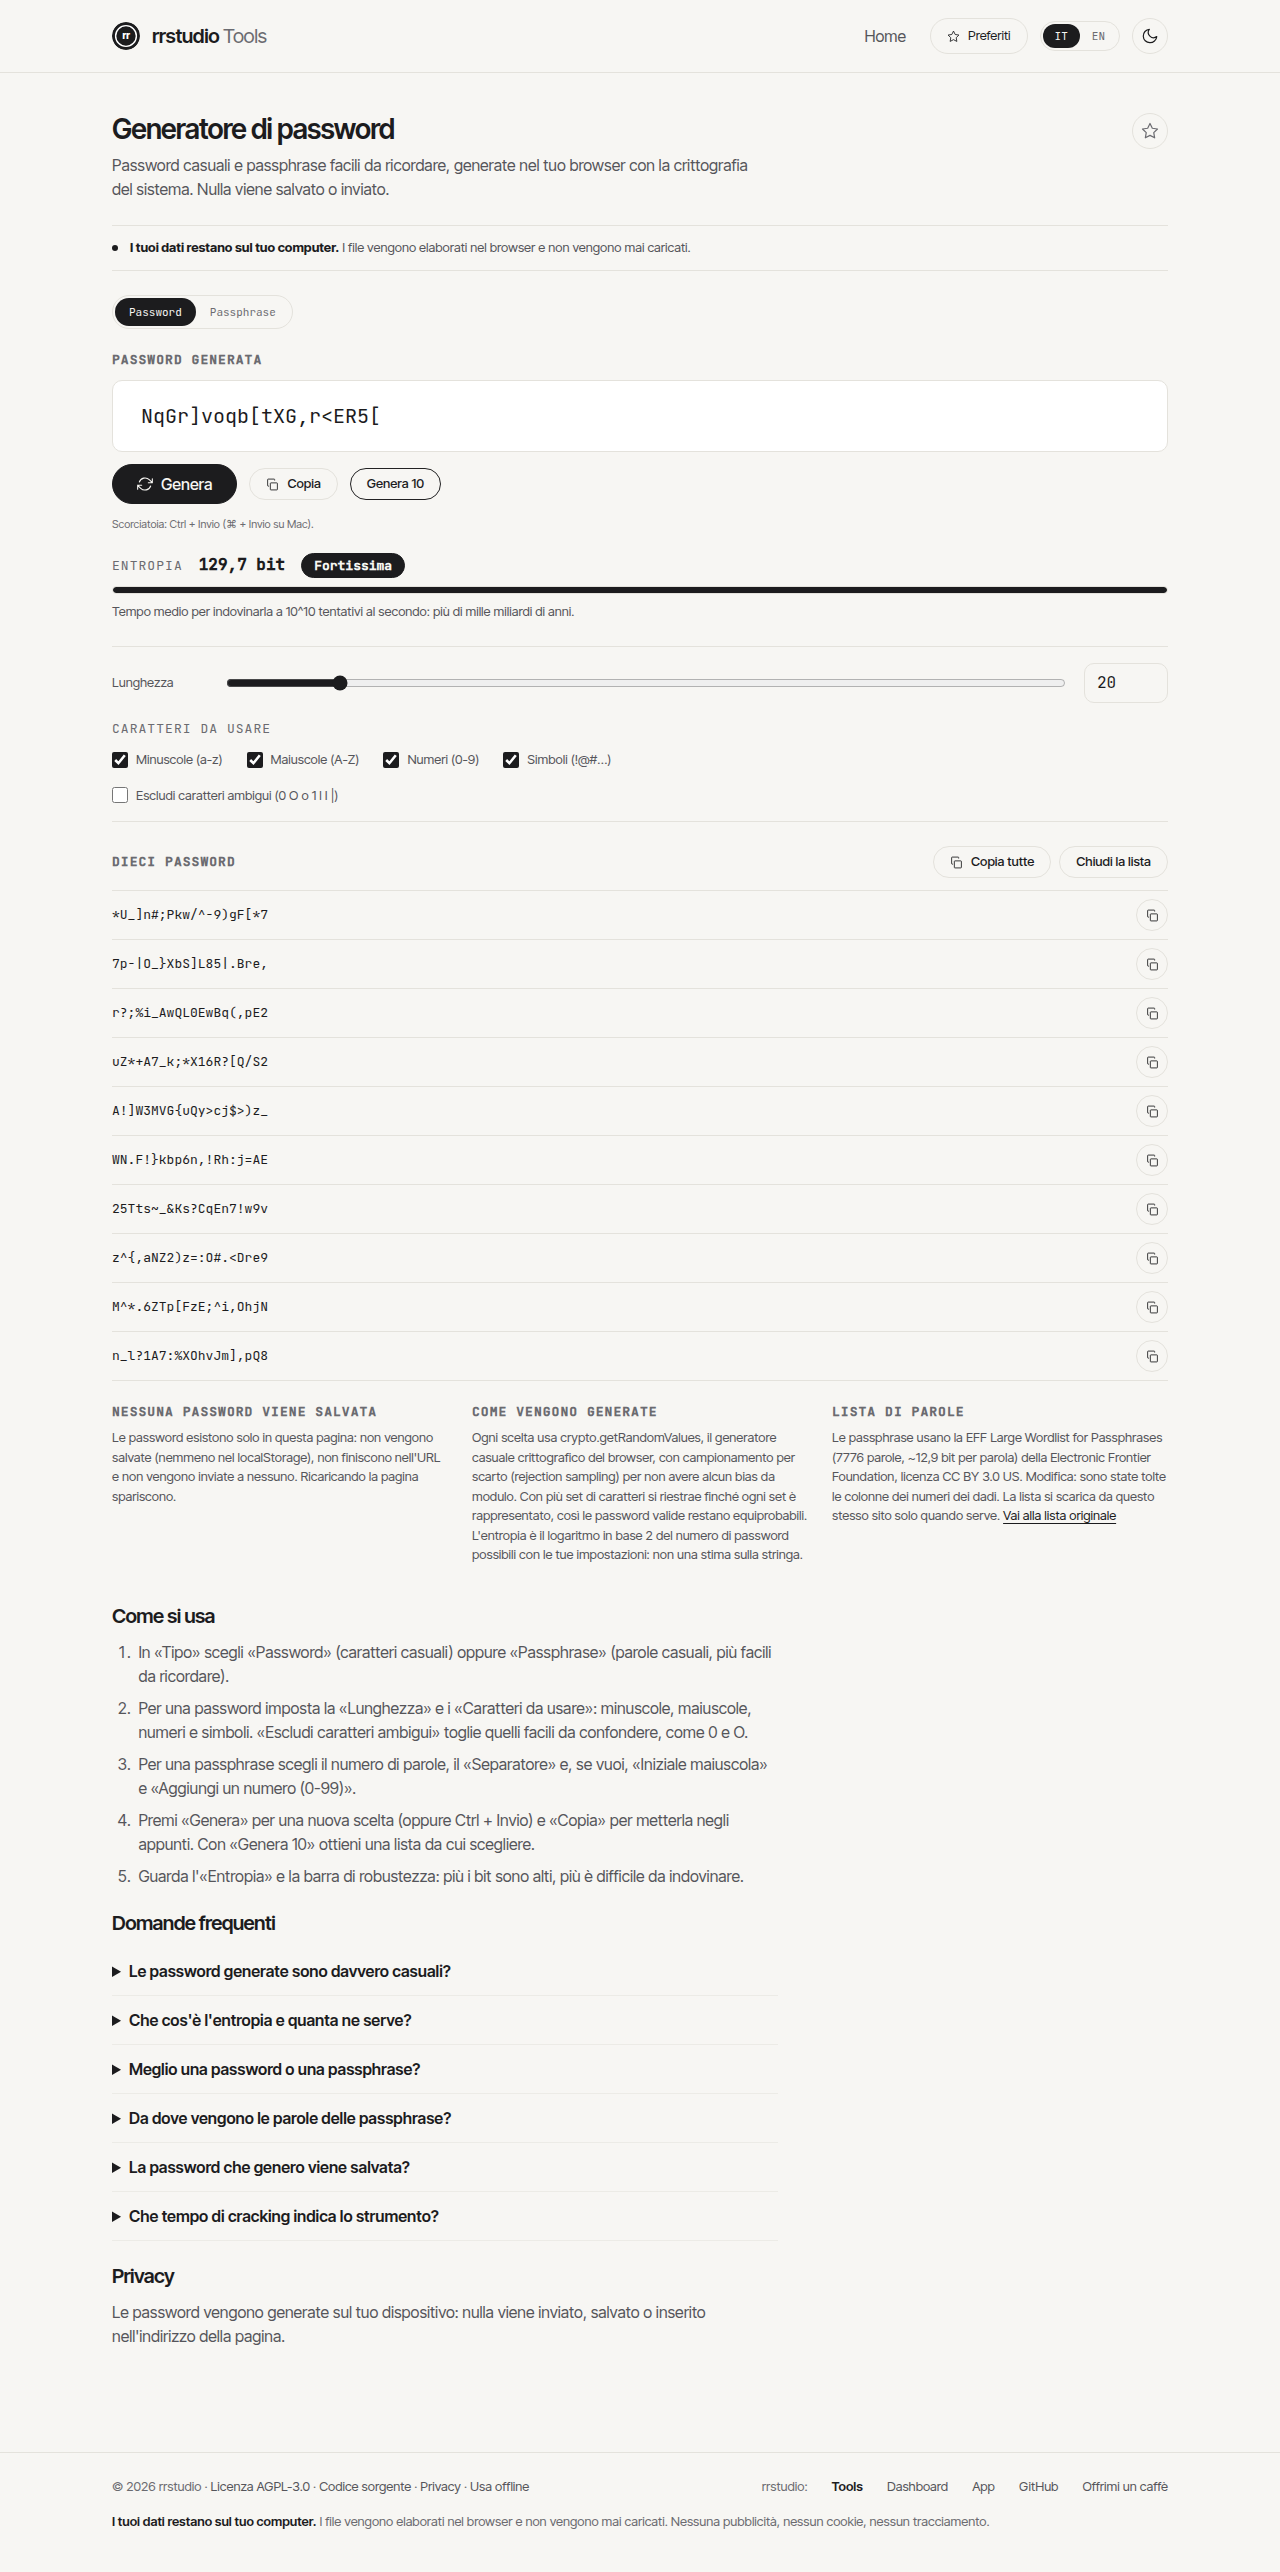 rr rrstudio Tools
Home
Preferiti
IT EN
Generatore di password
Password casuali e passphrase facili da ricordare, generate nel tuo browser con la crittografia
del sistema. Nulla viene salvato o inviato.
I tuoi dati restano sul tuo computer. I file vengono elaborati nel browser e non vengono mai caricati.
Password Passphrase
PASSWORD GENERATA
NqGr]voqb[tXG,r<ER5[
Genera
Copia
Genera 10
Scorciatoia: Ctrl + Invio (⌘ + Invio su Mac).
ENTROPIA 129,7 bit Fortissima
Tempo medio per indovinarla a 10^10 tentativi al secondo: più di mille miliardi di anni.
Lunghezza
20
CARATTERI DA USARE
Minuscole (a-z) Maiuscole (A-Z) Numeri (0-9) Simboli (!@#...)
Escludi caratteri ambigui (0 O o 1 l I |)
DIECI PASSWORD
Copia tutte
Chiudi la lista
*U_]n#;Pkw/^-9)gF[*7
7p-|O_}XbS]L85|.Bre,
r?;%i_AwQL0EwBq(,pE2
uZ*+A7_k;*X16R?[Q/S2
A!]W3MVG{uQy>cj$>)z_
WN.F!}kbp6n,!Rh:j=AE
25Tts~_&Ks?CqEn7!w9v
z^{,aNZ2)z=:O#.<Dre9
M^*.6ZTp[FzE;^i,OhjN
n_l?1A7:%XOhvJm],pQ8
NESSUNA PASSWORD VIENE SALVATA
Le password esistono solo in questa pagina: non vengono
salvate (nemmeno nel localStorage), non finiscono nell'URL
e non vengono inviate a nessuno. Ricaricando la pagina
spariscono.
COME VENGONO GENERATE
Ogni scelta usa crypto.getRandomValues, il generatore
casuale crittografico del browser, con campionamento per
scarto (rejection sampling) per non avere alcun bias da
modulo. Con più set di caratteri si riestrae finché ogni set è
rappresentato, così le password valide restano equiprobabili.
L'entropia è il logaritmo in base 2 del numero di password
possibili con le tue impostazioni: non una stima sulla stringa.
LISTA DI PAROLE
Le passphrase usano la EFF Large Wordlist for Passphrases
(7776 parole, ~12,9 bit per parola) della Electronic Frontier
Foundation, licenza CC BY 3.0 US. Modifica: sono state tolte
le colonne dei numeri dei dadi. La lista si scarica da questo
stesso sito solo quando serve. Vai alla lista originale
Come si usa
1. In «Tipo» scegli «Password» (caratteri casuali) oppure «Passphrase» (parole casuali, più facili
da ricordare).
2. Per una password imposta la «Lunghezza» e i «Caratteri da usare»: minuscole, maiuscole,
numeri e simboli. «Escludi caratteri ambigui» toglie quelli facili da confondere, come 0 e O.
3. Per una passphrase scegli il numero di parole, il «Separatore» e, se vuoi, «Iniziale maiuscola»
e «Aggiungi un numero (0-99)».
4. Premi «Genera» per una nuova scelta (oppure Ctrl + Invio) e «Copia» per metterla negli
appunti. Con «Genera 10» ottieni una lista da cui scegliere.
5. Guarda l'«Entropia» e la barra di robustezza: più i bit sono alti, più è difficile da indovinare.
Domande frequenti
Le password generate sono davvero casuali?
Che cos'è l'entropia e quanta ne serve?
Meglio una password o una passphrase?
Da dove vengono le parole delle passphrase?
La password che genero viene salvata?
Che tempo di cracking indica lo strumento?
Privacy
Le password vengono generate sul tuo dispositivo: nulla viene inviato, salvato o inserito
nell'indirizzo della pagina.
© 2026 rrstudio · Licenza AGPL-3.0 · Codice sorgente · Privacy · Usa offline
rrstudio: Tools Dashboard App GitHub Offrimi un caffè
I tuoi dati restano sul tuo computer. I file vengono elaborati nel browser e non vengono mai caricati. Nessuna pubblicità, nessun cookie, nessun tracciamento.